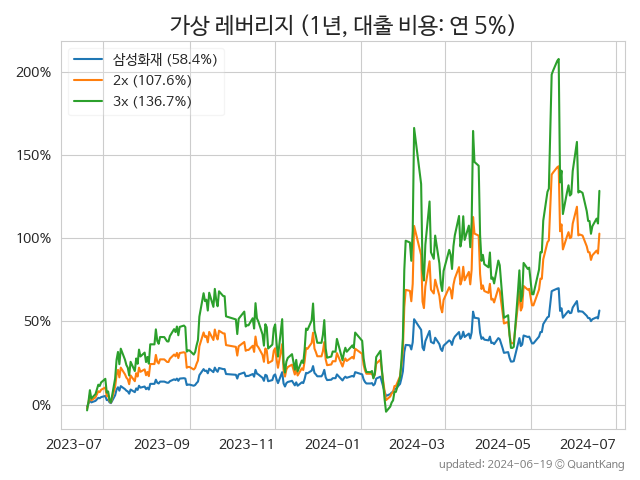 가상 레버리지 (1년, 대출 비용: 연 5%)
삼성화재 (58.4%)
2x (107.6%)
3x (136.7%)
200%
150%
100%
50%
0%
2023-07 2023-09 2023-11 2024-01 2024-03 2024-05 2024-07
updated: 2024-06-19 © QuantKang